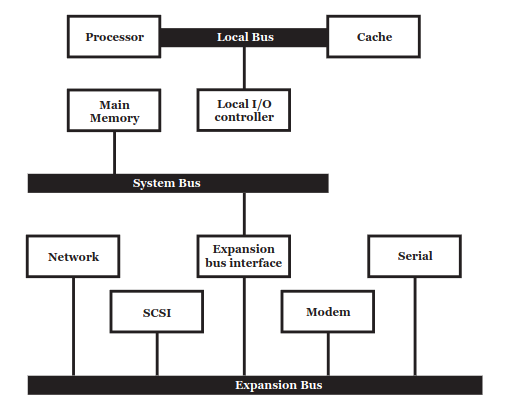 Processor
Local Bus
Cache
Main
Memory
Local I/O
controller
System Bus
Network
Expansion
bus interface
Serial
SCSI
Modem
Expansion Bus